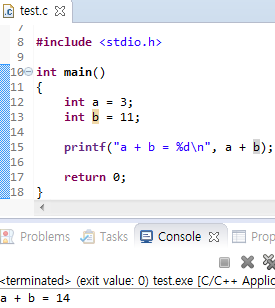 test.c
7
8 #include <stdio.h>
9
10 int main()
11 {
12     int a = 3;
13     int b = 11;
14
15     printf("a + b = %d\n", a + b);
16
17     return 0;
18 }
Problems Tasks Console Prop
<terminated> (exit value: 0) test.exe [C/C++ Applic
a + b = 14